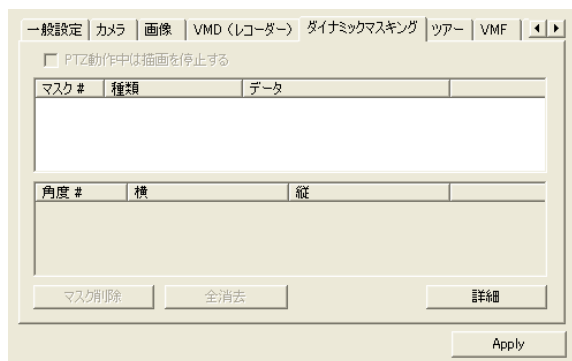 一般設定 カメラ 画像 VMD（レコーダー） ダイナミックマスキング ツアー VMF
PTZ動作中は描画を停止する
マスク # 種類 データ
角度 # 横 縦
マスク削除 全消去 詳細
Apply